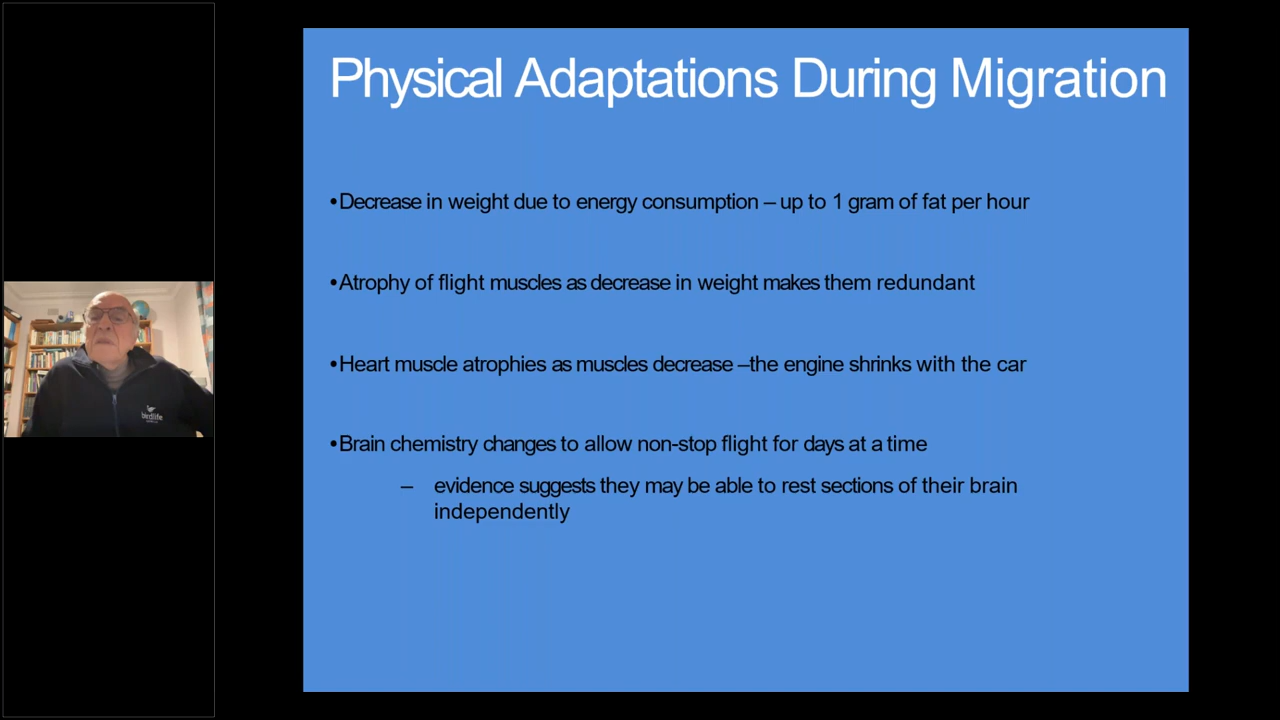 Physical Adaptations During Migration
•Decrease in weight due to energy consumption – up to 1 gram of fat per hour
•Atrophy of flight muscles as decrease in weight makes them redundant
•Heart muscle atrophies as muscles decrease –the engine shrinks with the car
•Brain chemistry changes to allow non-stop flight for days at a time
– evidence suggests they may be able to rest sections of their brain
independently
birdlife